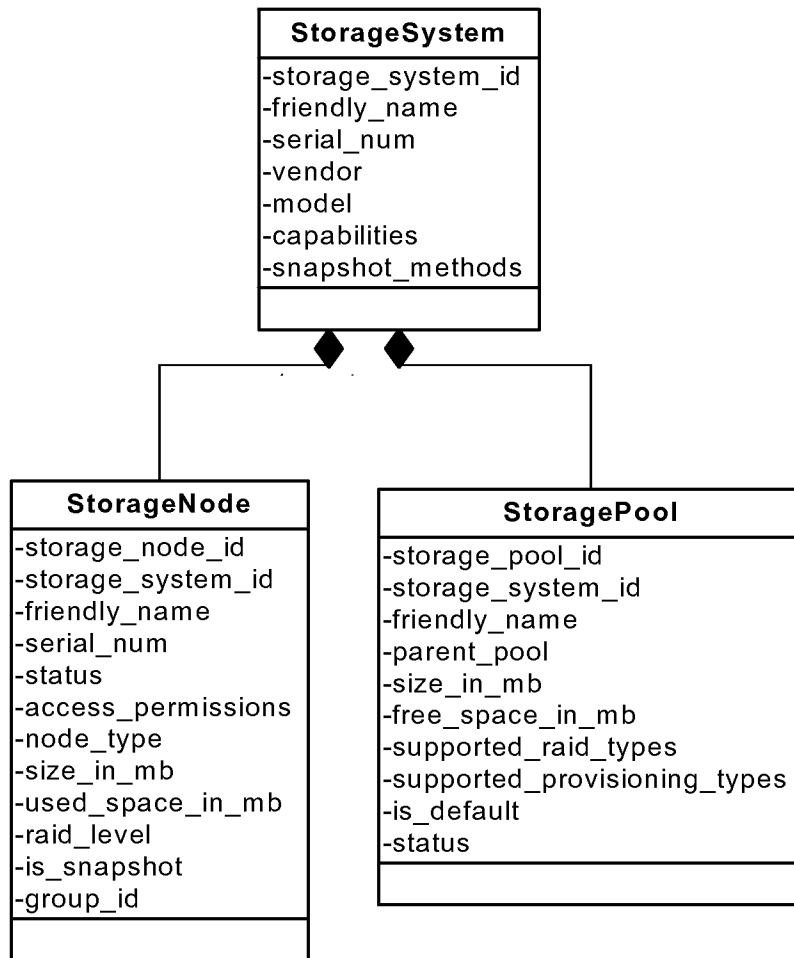 StorageSystem
-storage_system_id
-friendly_name
-serial_num
-vendor
-model
-capabilities
-snapshot_methods
StorageNode
-storage_node_id
-storage_system_id
-friendly_name
-serial_num
-status
-access_permissions
-node_type
-size_in_mb
-used_space_in_mb
-raid_level
-is_snapshot
-group_id
StoragePool
-storage_pool_id
-storage_system_id
-friendly_name
-parent_pool
-size_in_mb
-free_space_in_mb
-supported_raid_types
-supported_provisioning_types
-is_default
-status